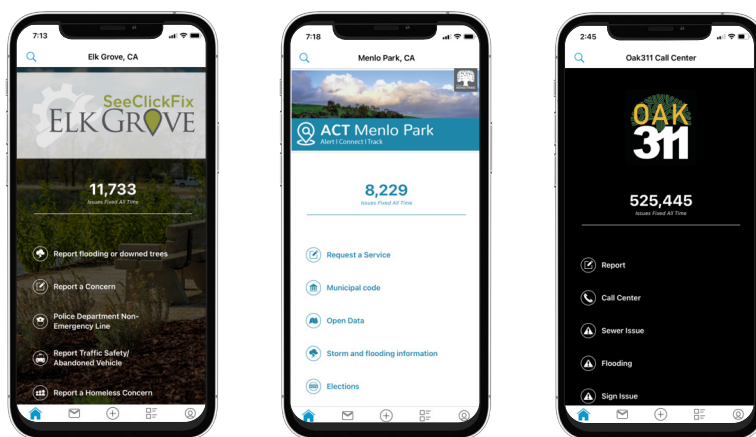 7:13
Elk Grove, CA
SeeClickFix
ELK GROVE
11,733
Issues Fixed All Time
Report flooding or downed trees
Report a Concern
Police Department Non-
Emergency Line
Report Traffic Safety/
Abandoned Vehicle
Report a Homeless Concern
7:18
Menlo Park, CA
MENLO PARK
ACT Menlo Park
Alert | Connect | Track
8,229
Issues Fixed All Time
Request a Service
Municipal code
Open Data
Storm and flooding information
Elections
2:45
Oak311 Call Center
OAK
311
525,445
Issues Fixed All Time
Report
Call Center
Sewer Issue
Flooding
Sign Issue